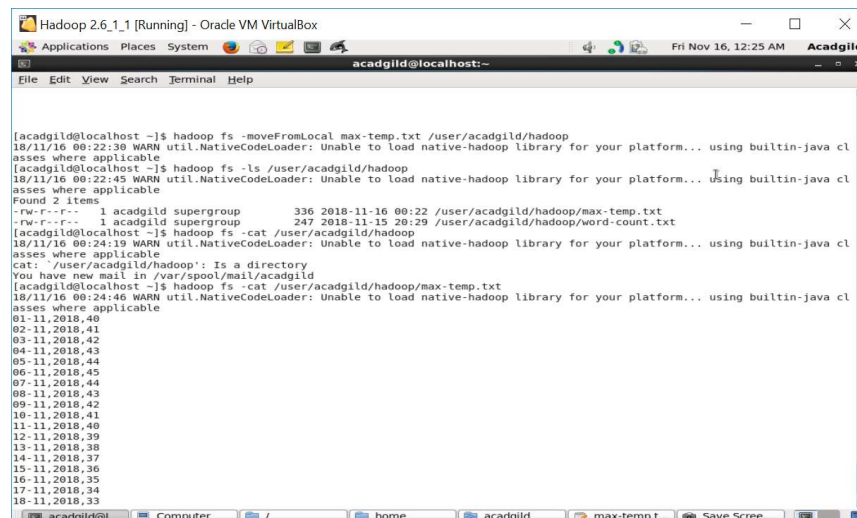 Hadoop 2.6_1_1 [Running] - Oracle VM VirtualBox
Applications Places System Fri Nov 16, 12:25 AM Acadgil
acadgild@localhost:~
File Edit View Search Terminal Help
[acadgild@localhost ~]$ hadoop fs -moveFromLocal max-temp.txt /user/acadgild/hadoop
18/11/16 00:22:30 WARN util.NativeCodeLoader: Unable to load native-hadoop library for your platform... using builtin-java cl
asses where applicable
[acadgild@localhost ~]$ hadoop fs -ls /user/acadgild/hadoop
18/11/16 00:22:45 WARN util.NativeCodeLoader: Unable to load native-hadoop library for your platform... using builtin-java cl
asses where applicable
Found 2 items
-rw-r--r-- 1 acadgild supergroup 336 2018-11-16 00:22 /user/acadgild/hadoop/max-temp.txt
-rw-r--r-- 1 acadgild supergroup 247 2018-11-15 20:29 /user/acadgild/hadoop/word-count.txt
[acadgild@localhost ~]$ hadoop fs -cat /user/acadgild/hadoop
18/11/16 00:24:19 WARN util.NativeCodeLoader: Unable to load native-hadoop library for your platform... using builtin-java cl
asses where applicable
cat: `/user/acadgild/hadoop': Is a directory
You have new mail in /var/spool/mail/acadgild
[acadgild@localhost ~]$ hadoop fs -cat /user/acadgild/hadoop/max-temp.txt
18/11/16 00:24:46 WARN util.NativeCodeLoader: Unable to load native-hadoop library for your platform... using builtin-java cl
asses where applicable
01-11,2018,40
02-11,2018,41
03-11,2018,42
04-11,2018,43
05-11,2018,44
06-11,2018,45
07-11,2018,44
08-11,2018,43
09-11,2018,42
10-11,2018,41
11-11,2018,40
12-11,2018,39
13-11,2018,38
14-11,2018,37
15-11,2018,36
16-11,2018,35
17-11,2018,34
18-11,2018,33
acadgild@l... Computer / home acadgild max-temp.t... Save Scree...